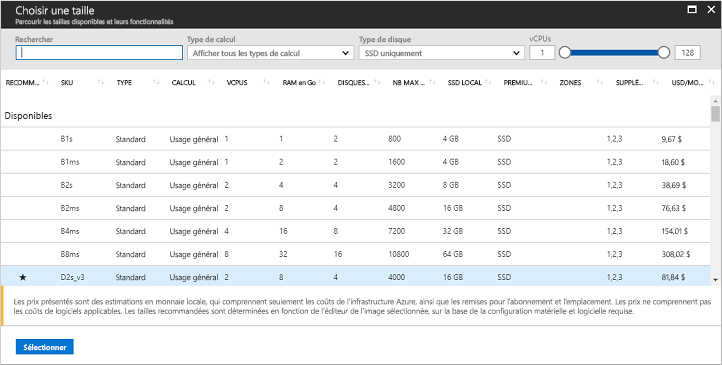 Choisir une taille
Parcourir les tailles disponibles et leurs fonctionnalités
Rechercher Type de calcul Type de disque vCPUs
Afficher tous les types de calcul SSD uniquement 1 128
RECOMM... SKU TYPE CALCUL VCPUS RAM en Go DISQUES... NB MAX ... SSD LOCAL PREMIU... ZONES SUPPLÉ... USD/MO...
Disponibles
B1s Standard Usage général 1 1 2 800 4 GB SSD 1,2,3 9,67 $
B1ms Standard Usage général 1 2 2 1600 4 GB SSD 1,2,3 18,60 $
B2s Standard Usage général 2 4 4 3200 8 GB SSD 1,2,3 38,69 $
B2ms Standard Usage général 2 8 4 4800 16 GB SSD 1,2,3 76,63 $
B4ms Standard Usage général 4 16 8 7200 32 GB SSD 1,2,3 154,01 $
B8ms Standard Usage général 8 32 16 10800 64 GB SSD 1,2,3 308,02 $
★ D2s_v3 Standard Usage général 2 8 4 4000 16 GB SSD 1,2,3 81,84 $
Les prix présentés sont des estimations en monnaie locale, qui comprennent seulement les coûts de l'infrastructure Azure, ainsi que les remises pour l'abonnement et l'emplacement. Les prix ne comprennent pas
les coûts de logiciels applicables. Les tailles recommandées sont déterminées en fonction de l'éditeur de l'image sélectionnée, sur la base de la configuration matérielle et logicielle requise.
Sélectionner